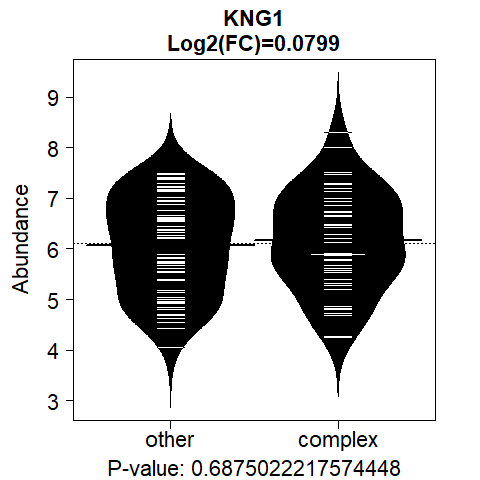 KNG1
Log2(FC)=0.0799
Abundance
9
8
7
6
5
4
3
other complex
P-value: 0.6875022217574448